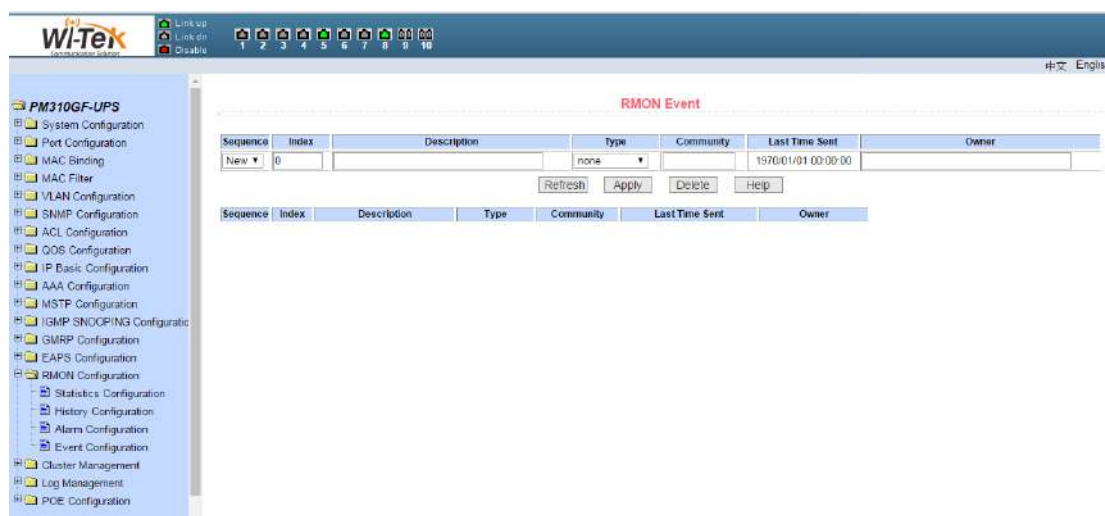 WI-TEK
Communication Solution
Link up
Link dn
Disable
1 2 3 4 5 6 7 8 9 10
中文 Englis
PM310GF-UPS
System Configuration
Port Configuration
MAC Binding
MAC Filter
VLAN Configuration
SNMP Configuration
ACL Configuration
QOS Configuration
IP Basic Configuration
AAA Configuration
MSTP Configuration
IGMP SNOOPING Configuratic
GMRP Configuration
EAPS Configuration
RMON Configuration
Statistics Configuration
History Configuration
Alarm Configuration
Event Configuration
Cluster Management
Log Management
POE Configuration
RMON Event
Sequence Index Description Type Community Last Time Sent Owner
New 0 none 1970/01/01 00:00:00
Refresh Apply Delete Help
Sequence Index Description Type Community Last Time Sent Owner